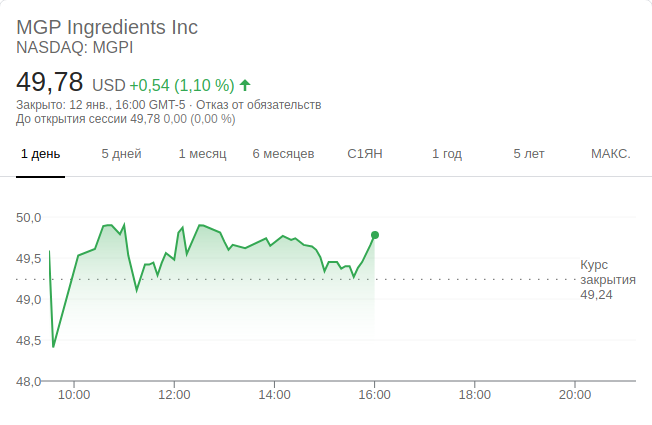 MGP Ingredients Inc
NASDAQ: MGPI
49,78 USD +0,54 (1,10 %)
Закрыто: 12 янв., 16:00 GMT-5 · Отказ от обязательств
До открытия сессии 49,78 0,00 (0,00 %)
1 день 5 дней 1 месяц 6 месяцев С1ЯН 1 год 5 лет МАКС.
50,0
49,5
49,0
48,5
48,0
Курс
закрытия
49,24
10:00 12:00 14:00 16:00 18:00 20:00